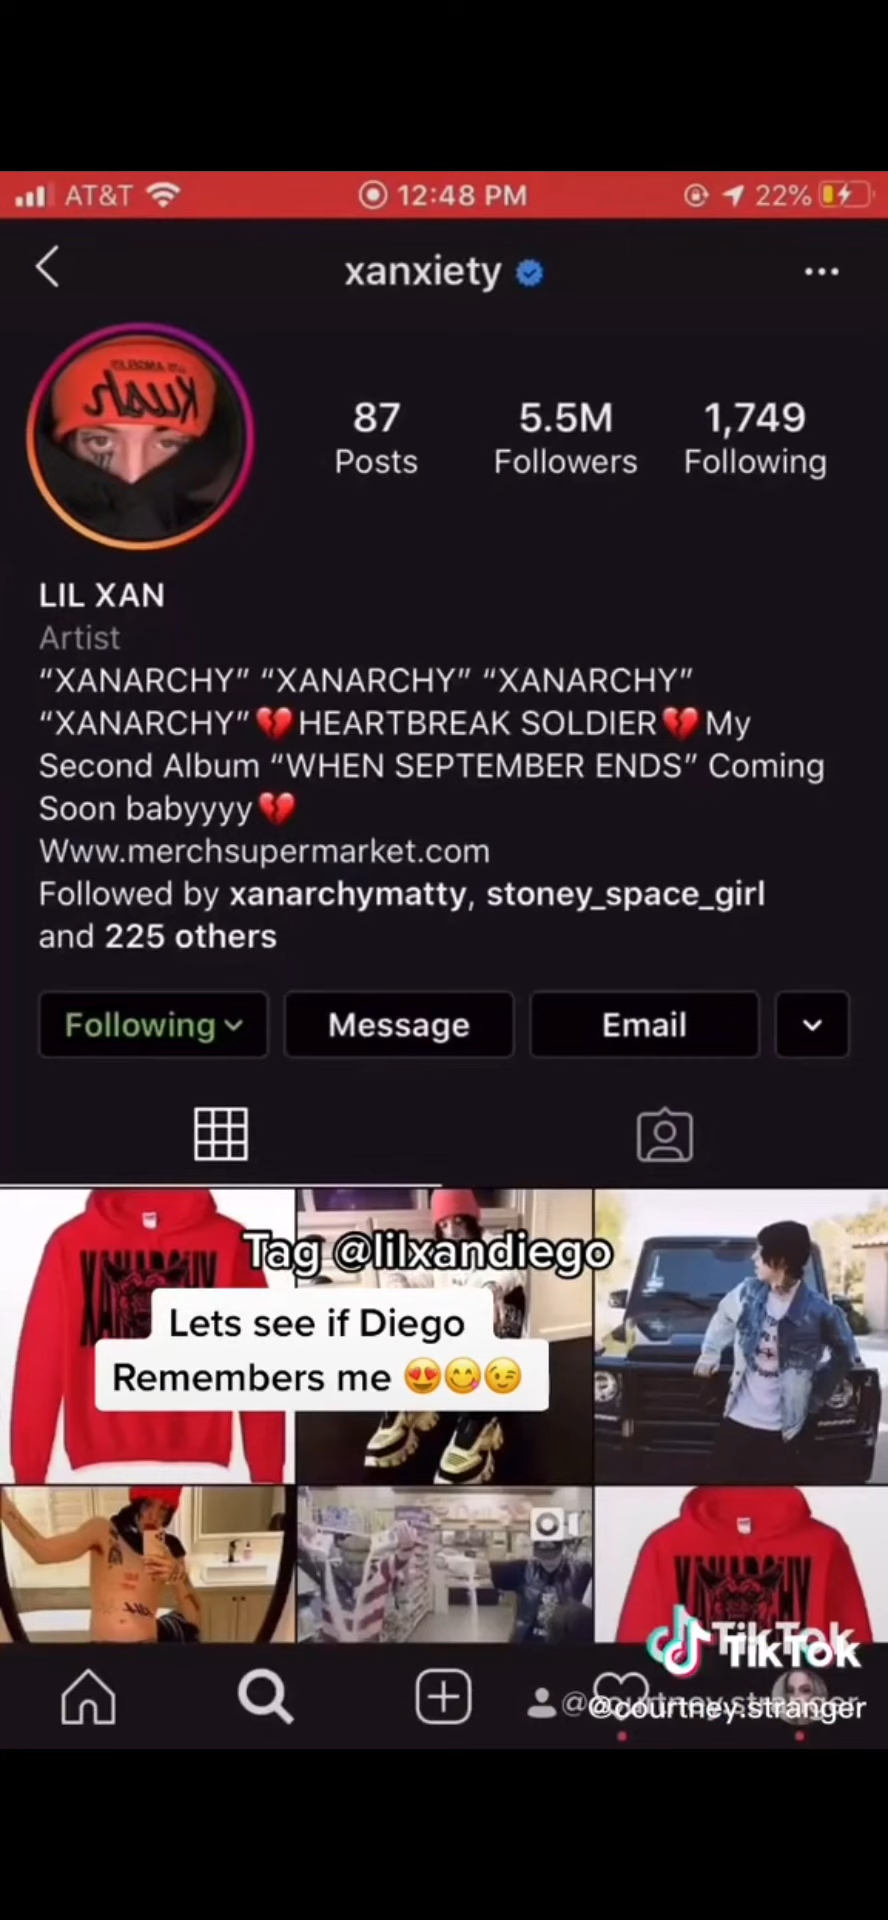 AT&T 12:48 PM 22%
xanxiety
87 5.5M 1,749
Posts Followers Following
LIL XAN
Artist
“XANARCHY” “XANARCHY” “XANARCHY”
“XANARCHY”💔HEARTBREAK SOLDIER💔My
Second Album “WHEN SEPTEMBER ENDS” Coming
Soon babyyyy💔
Www.merchsupermarket.com
Followed by xanarchymatty, stoney_space_girl
and 225 others
Following Message Email
XANARCHY
Tag @lilxandiego
Lets see if Diego
Remembers me 😍😋😉
XANARCHY
TikTok
@courtney.stranger